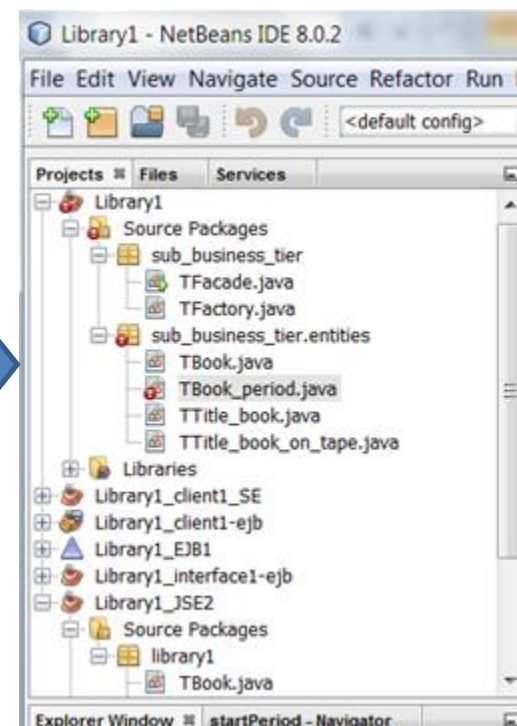 Library1 - NetBeans IDE 8.0.2
File Edit View Navigate Source Refactor Run
<default config>
Projects Files Services
Library1
Source Packages
sub_business_tier
TFacade.java
TFactory.java
sub_business_tier.entities
TBook.java
TBook_period.java
TTitle_book.java
TTitle_book_on_tape.java
Libraries
Library1_client1_SE
Library1_client1-ejb
Library1_EJB1
Library1_interface1-ejb
Library1_JSE2
Source Packages
library1
TBook.java
Explorer Window startPeriod - Navigator